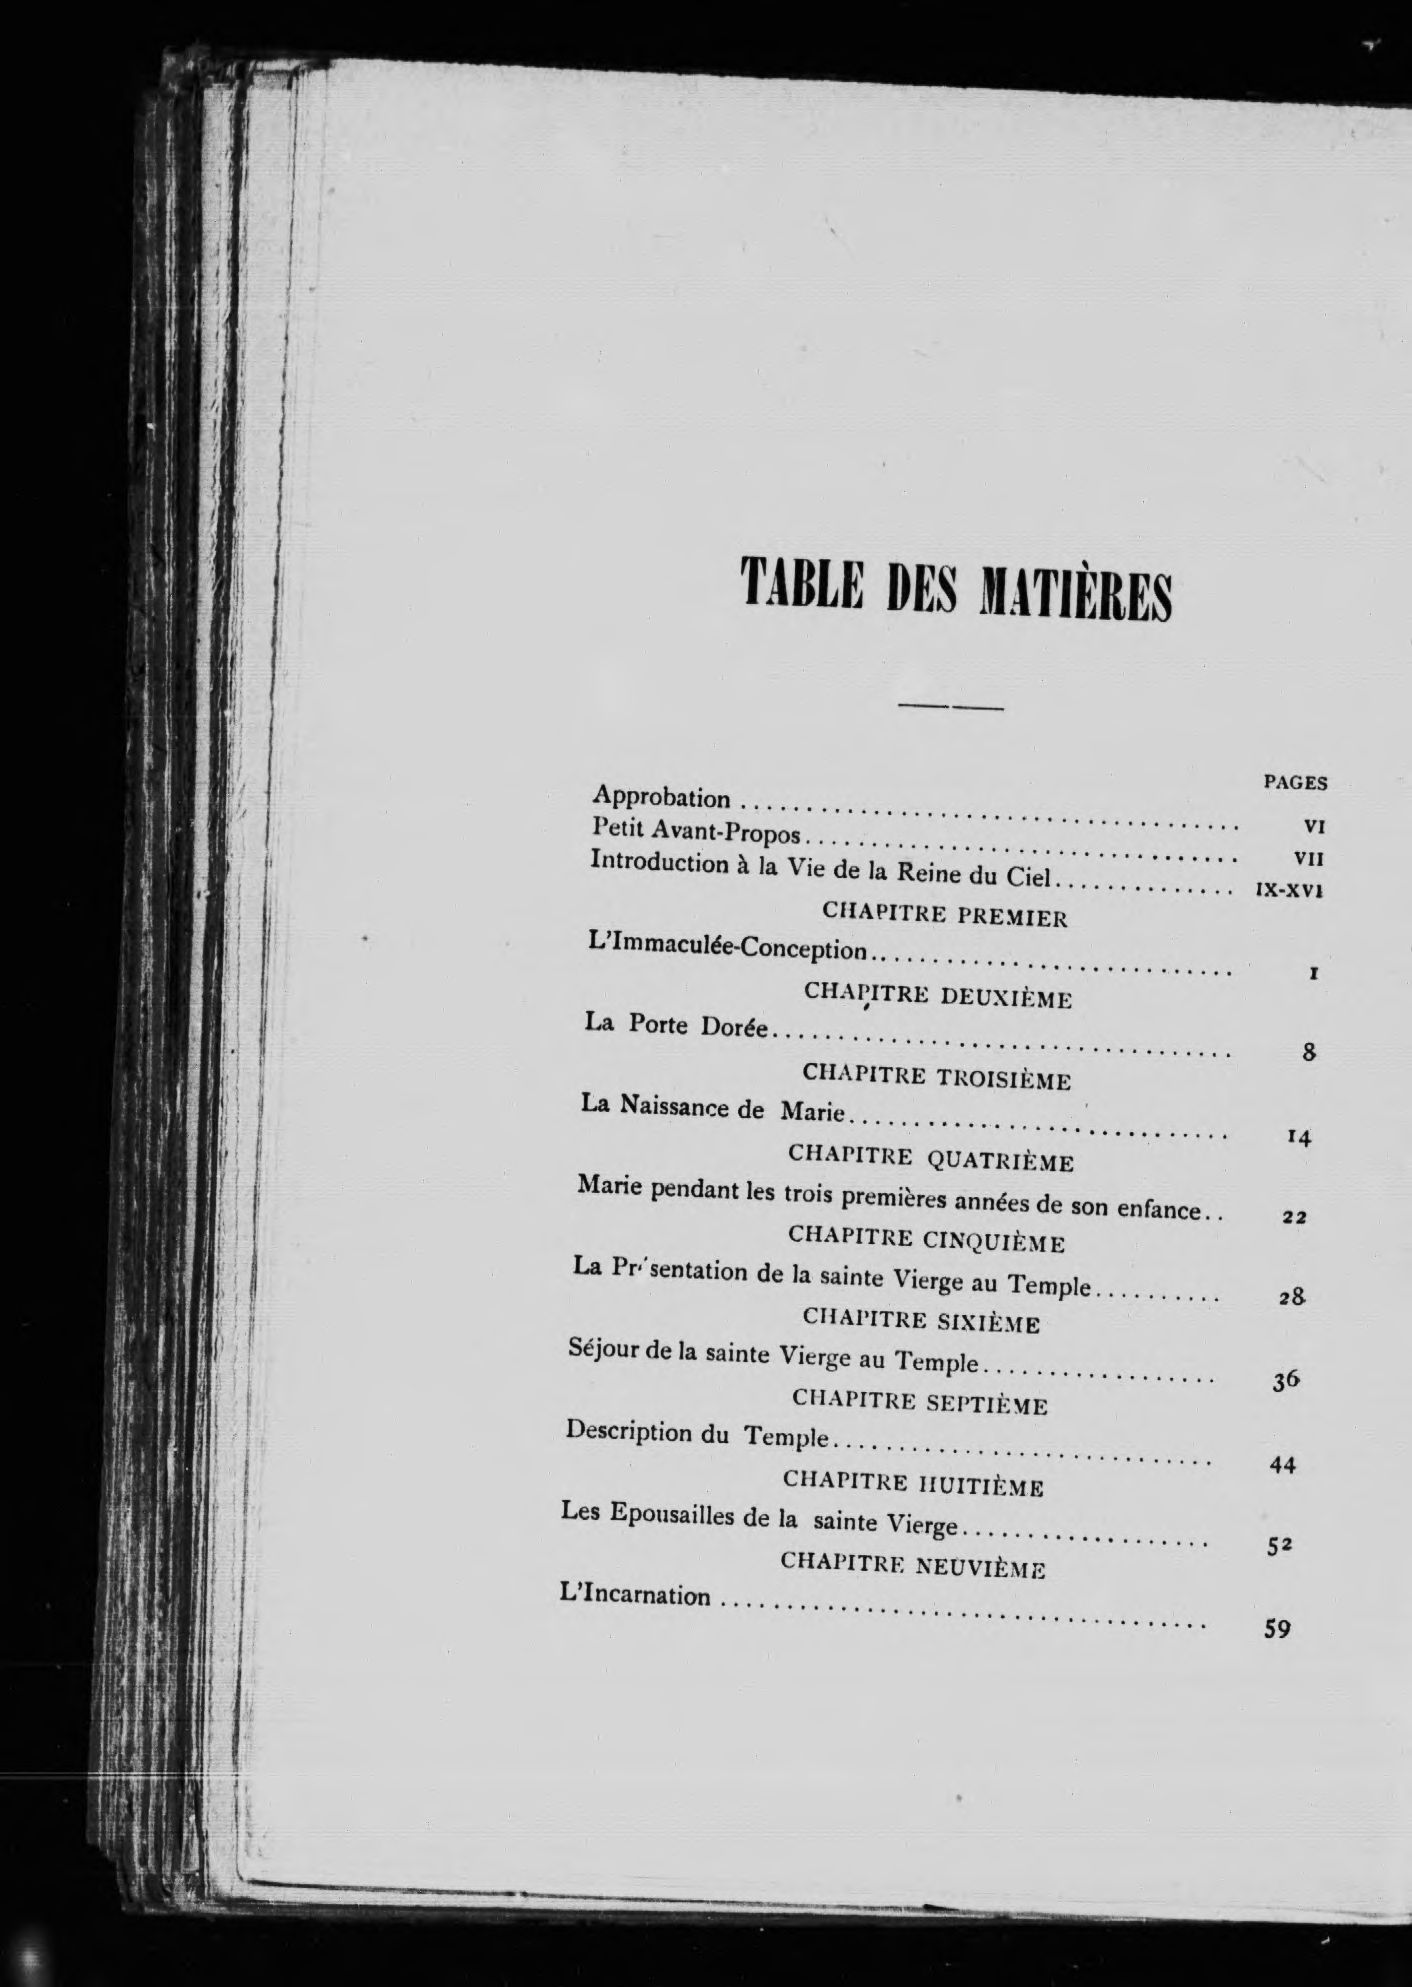 TABLE DES MATIÈRES
PAGES
Approbation ........................................ VI
Petit Avant-Propos ................................. VII
Introduction à la Vie de la Reine du Ciel .............. IX-XVI
CHAPITRE PREMIER
L'Immaculée-Conception ............................ 1
CHAPITRE DEUXIÈME
La Porte Dorée ................................... 8
CHAPITRE TROISIÈME
La Naissance de Marie ............................. 14
CHAPITRE QUATRIÈME
Marie pendant les trois premières années de son enfance .. 22
CHAPITRE CINQUIÈME
La Présentation de la sainte Vierge au Temple .......... 28
CHAPITRE SIXIÈME
Séjour de la sainte Vierge au Temple .................. 36
CHAPITRE SEPTIÈME
Description du Temple ............................. 44
CHAPITRE HUITIÈME
Les Epousailles de la sainte Vierge ................... 52
CHAPITRE NEUVIÈME
L'Incarnation ...................................... 59